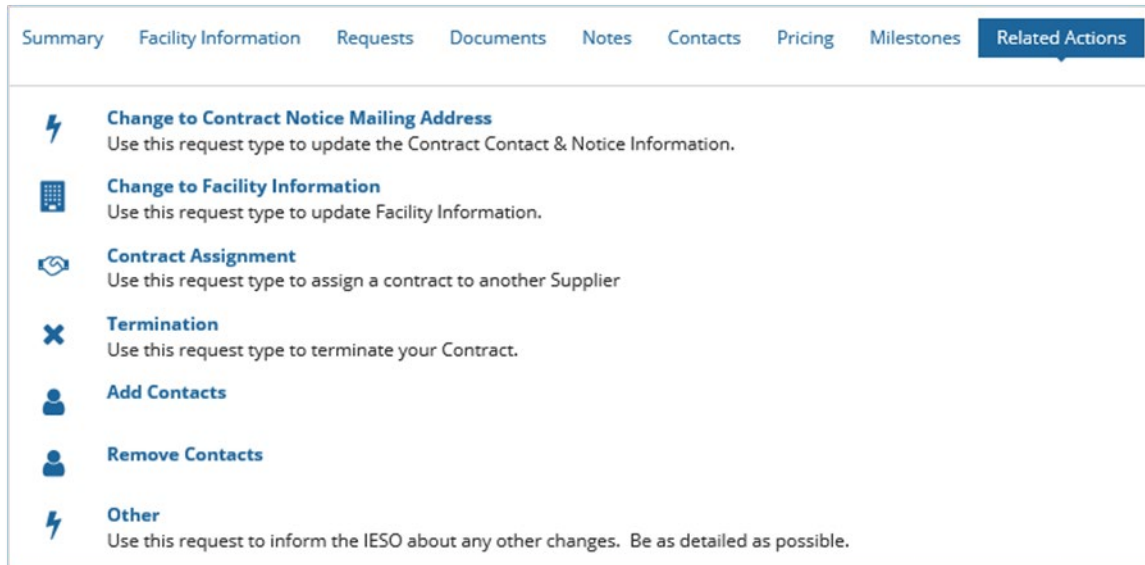 Summary Facility Information Requests Documents Notes Contacts Pricing Milestones Related Actions
Change to Contract Notice Mailing Address
Use this request type to update the Contract Contact & Notice Information.
Change to Facility Information
Use this request type to update Facility Information.
Contract Assignment
Use this request type to assign a contract to another Supplier
Termination
Use this request type to terminate your Contract.
Add Contacts
Remove Contacts
Other
Use this request to inform the IESO about any other changes.  Be as detailed as possible.